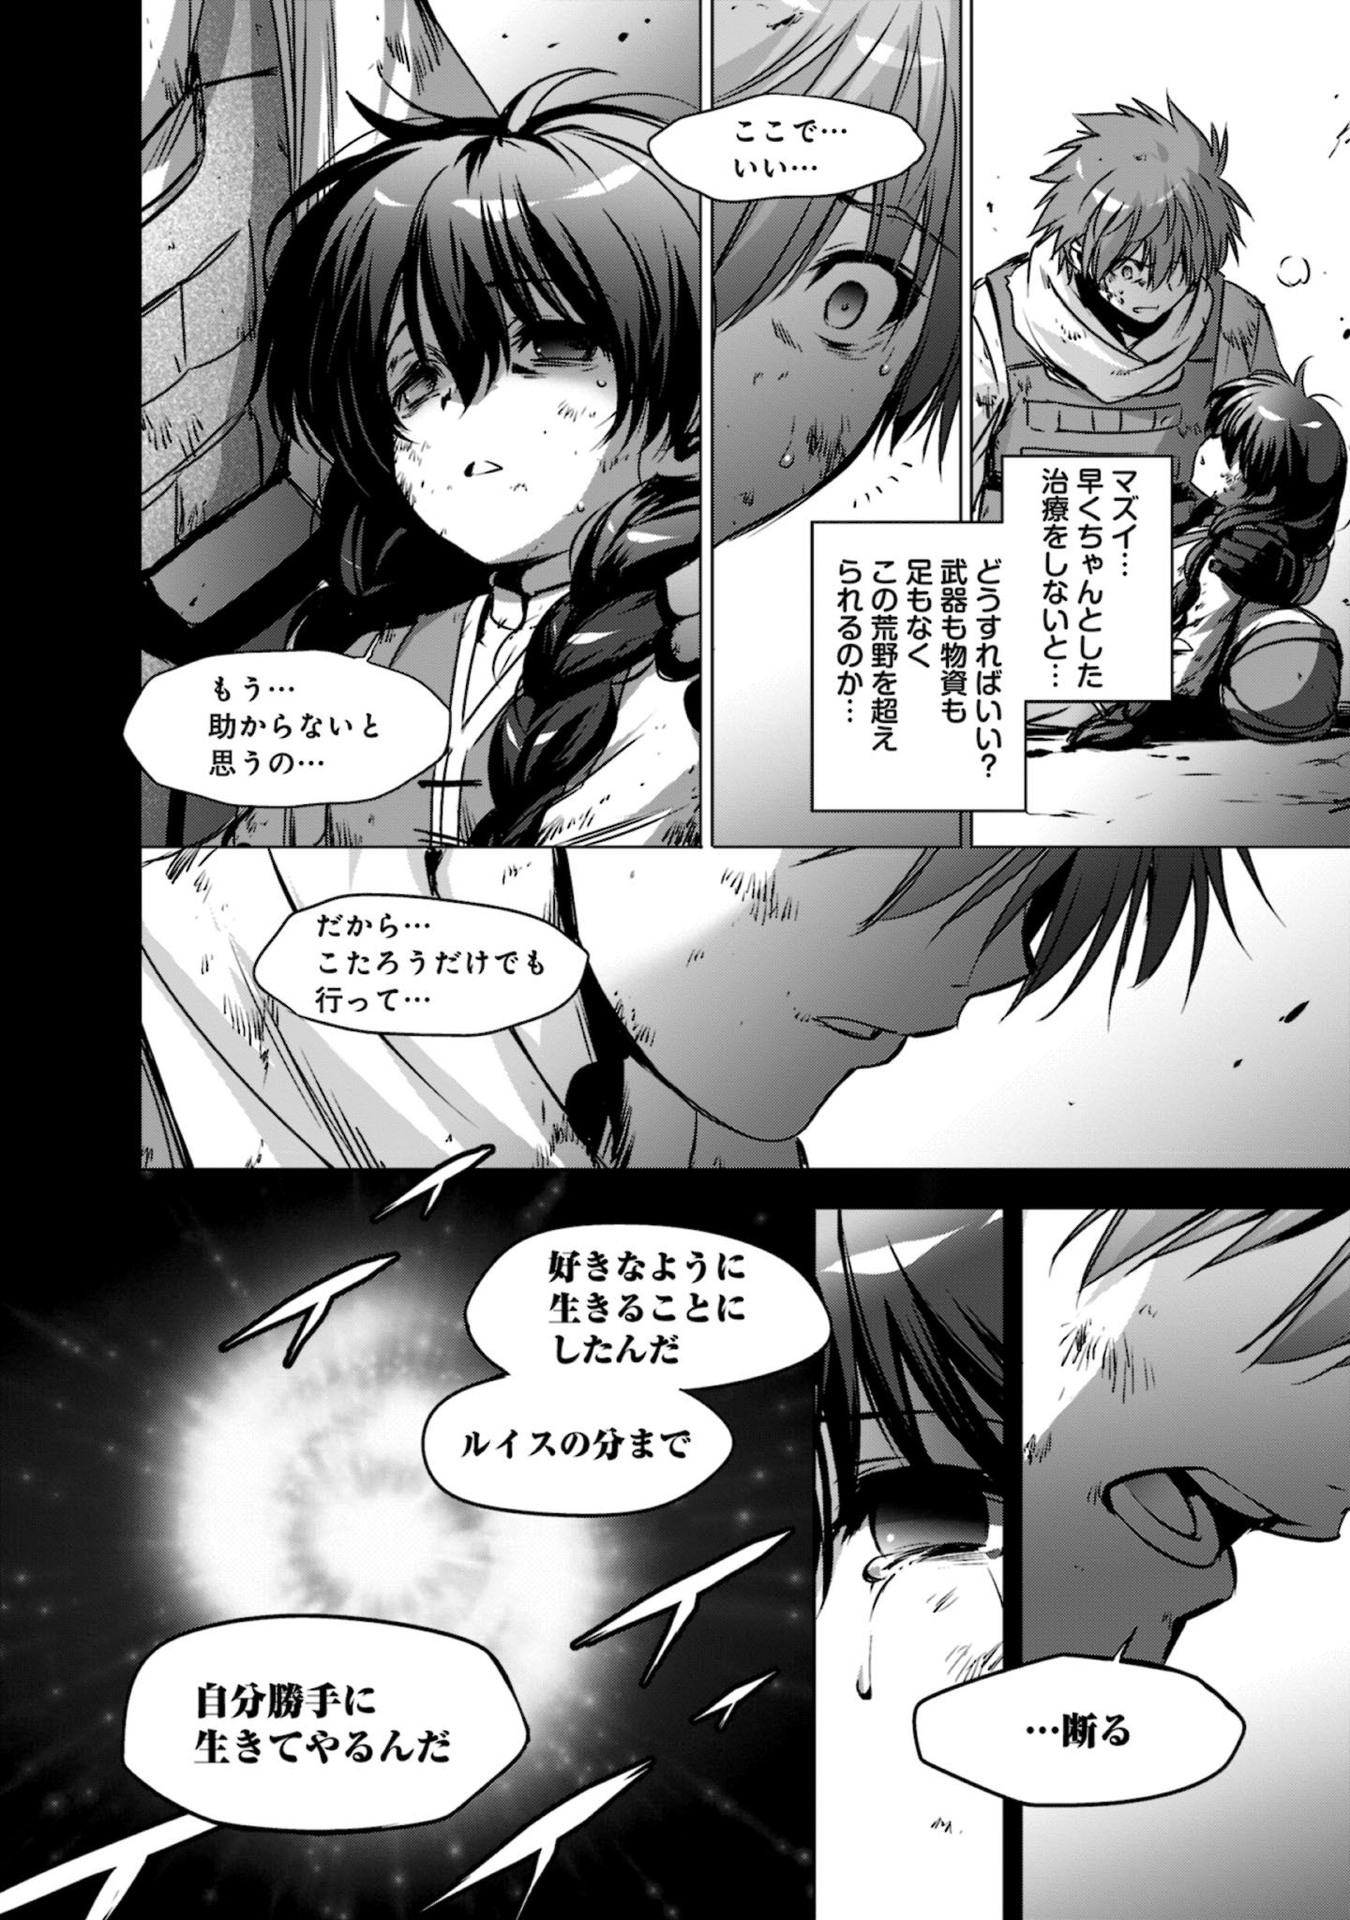 マズイ…
早くちゃんとした
治療をしないと…
どうすればいい？
武器も物資も
足もなく
この荒野を超え
られるのか…
ここで…
いい…
もう…
助からないと
思うの…
だから…
こたろうだけでも
行って…
…断る
好きなように
生きることに
したんだ
ルイスの分まで
自分勝手に
生きてやるんだ